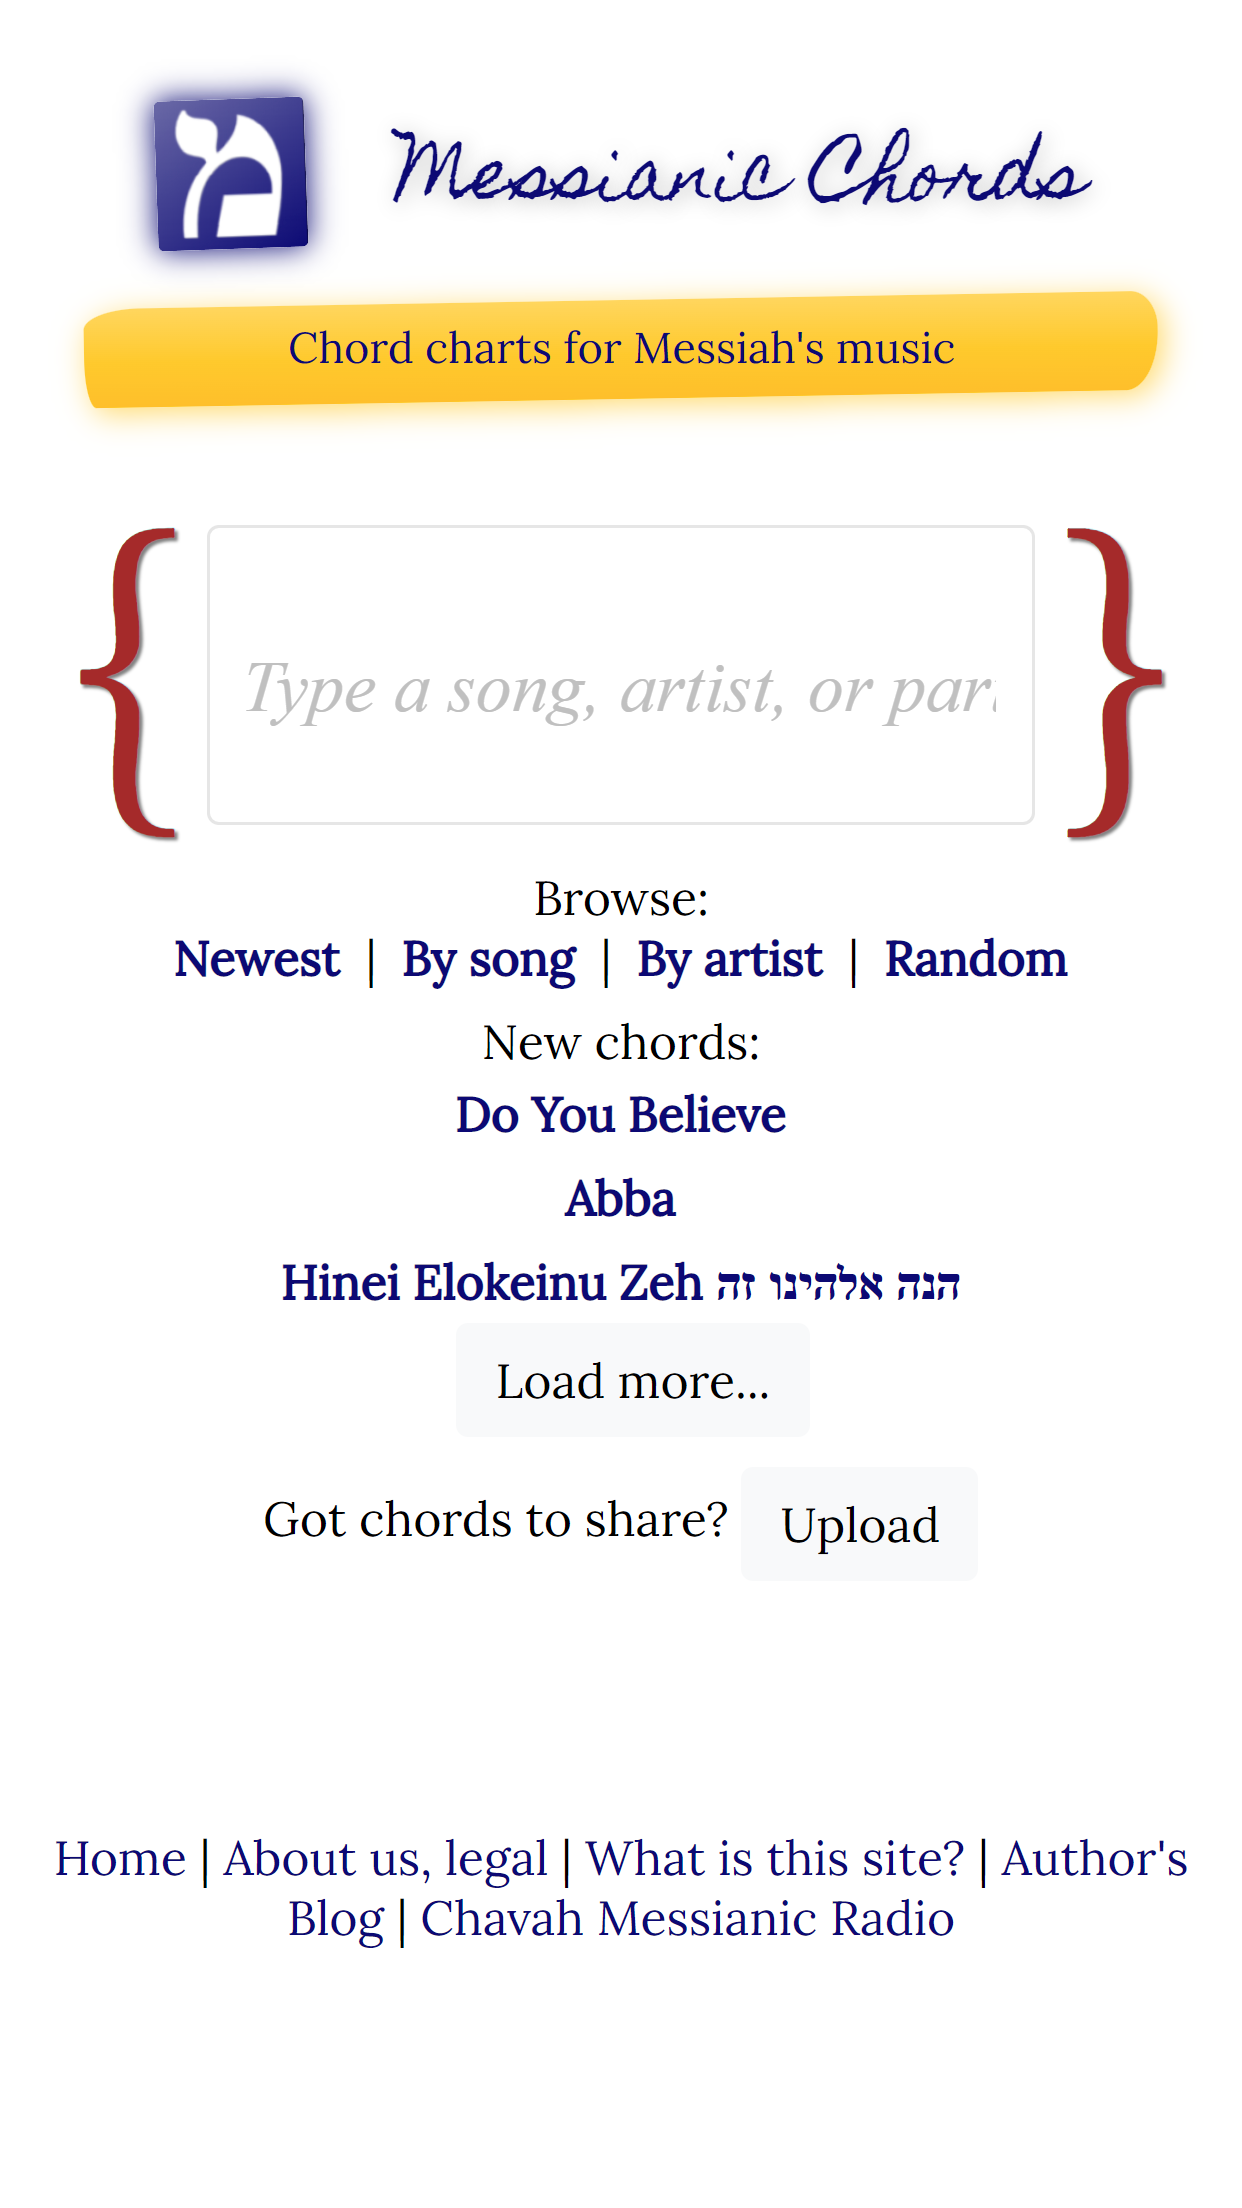 מ
Messianic Chords
Chord charts for Messiah's music
{ Type a song, artist, or par }
Browse:
Newest | By song | By artist | Random
New chords:
Do You Believe
Abba
Hinei Elokeinu Zeh הנה אלהינו זה
Load more...
Got chords to share? Upload
Home | About us, legal | What is this site? | Author's
Blog | Chavah Messianic Radio